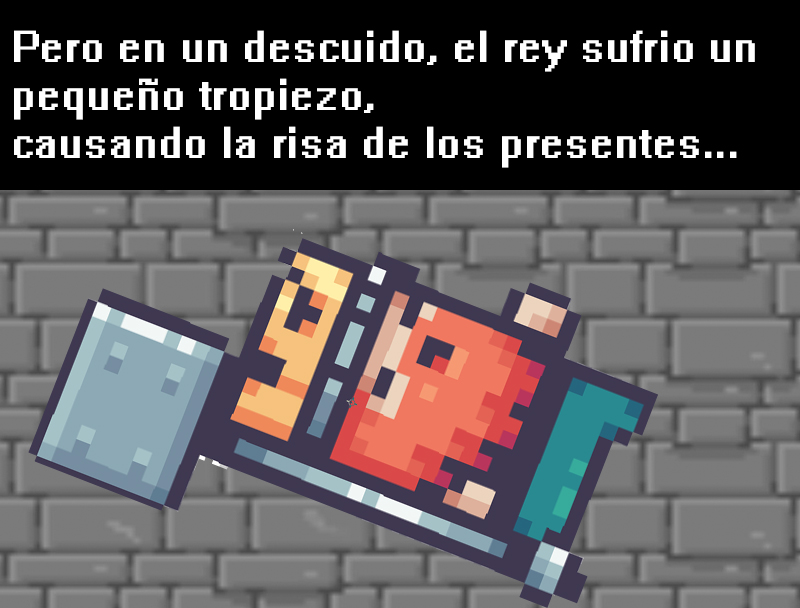 Pero en un descuido, el rey sufrio un
pequeño tropiezo,
causando la risa de los presentes...